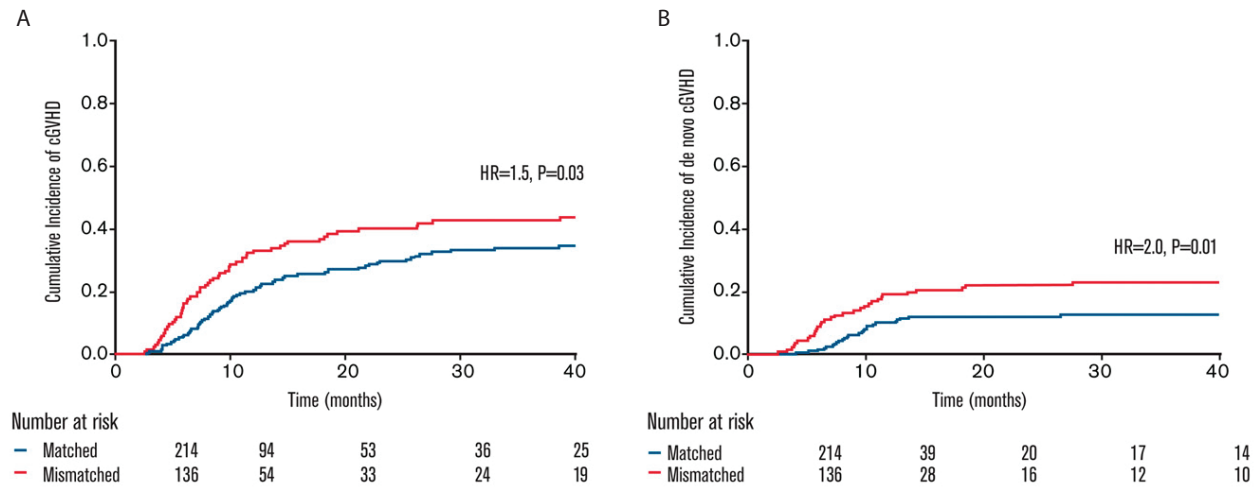 A
Cumulative Incidence of cGVHD
1.0
0.8
0.6
0.4
0.2
0.0
HR=1.5, P=0.03
0 10 20 30 40
Time (months)
Number at risk
Matched 214 94 53 36 25
Mismatched 136 54 33 24 19
B
Cumulative Incidence of de novo cGVHD
1.0
0.8
0.6
0.4
0.2
0.0
HR=2.0, P=0.01
0 10 20 30 40
Time (months)
Number at risk
Matched 214 39 20 17 14
Mismatched 136 28 16 12 10